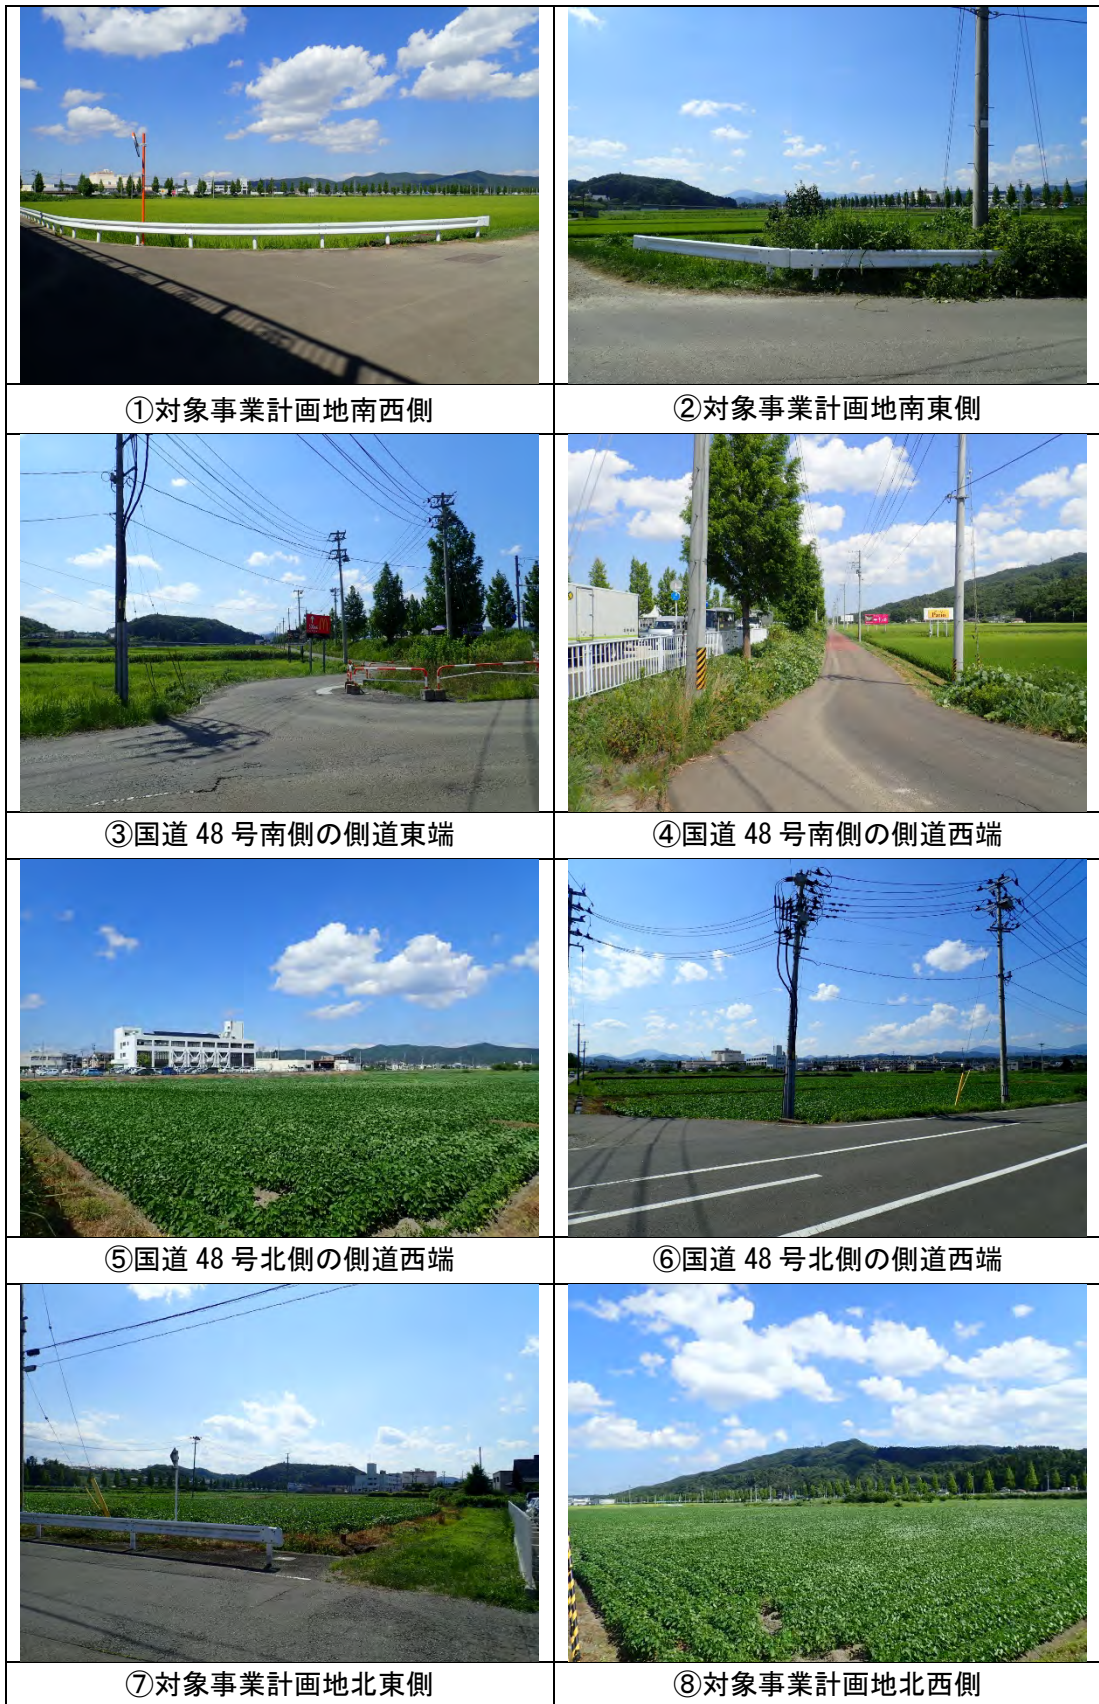 ①対象事業計画地南西側
②対象事業計画地南東側
③国道 48 号南側の側道東端
④国道 48 号南側の側道西端
⑤国道 48 号北側の側道西端
⑥国道 48 号北側の側道西端
⑦対象事業計画地北東側
⑧対象事業計画地北西側